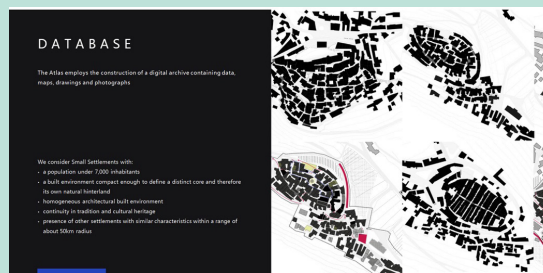 DATABASE
The Atlas employs the construction of a digital archive containing data,
maps, drawings and photographs
We consider Small Settlements with:
- a population under 7,000 inhabitants
- a built environment compact enough to define a distinct core and therefore
its own natural hinterland
- homogeneous architectural built environment
- continuity in tradition and cultural heritage
- presence of other settlements with similar characteristics within a range of
about 50km radius